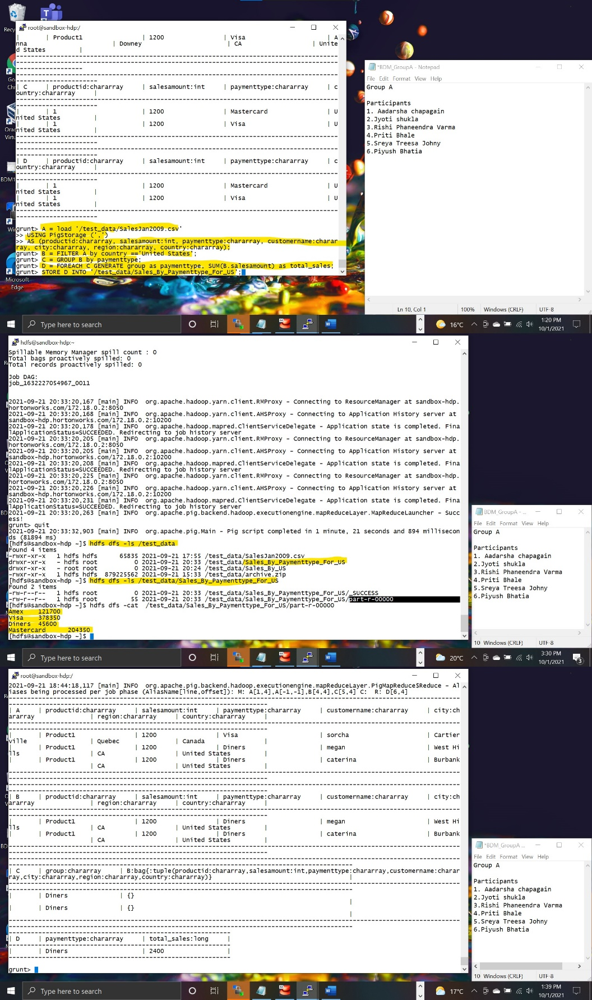 Recy
root@sandbox-hdp:/
| | Product1 | 1200 | Visa | A
nna | Downey | CA | Unite
d States |
| C | productid:chararray | salesamount:int | paymenttype:chararray | c
ountry:chararray |
| | 1 | 1200 | Mastercard | U
nited States |
| | 1 | 1200 | Visa | U
nited States |
| D | productid:chararray | salesamount:int | paymenttype:chararray | c
ountry:chararray |
| | 1 | 1200 | Mastercard | U
nited States |
| | 1 | 1200 | Visa | U
nited States |
grunt> A = load '/test_data/SalesJan2009.csv'
>> USING PigStorage (',')
>> AS (productid:chararray, salesamount:int, paymenttype:chararray, customername:charar
ray, city:chararray, region:chararray, country:chararray);
grunt> B = FILTER A by country =='United States';
grunt> C = GROUP B by paymenttype;
grunt> D = FOREACH C GENERATE group as paymenttype, SUM(B.salesamount) as total_sales;
grunt> STORE D INTO '/test_data/Sales_By_Paymenttype_For_US';
Microsoft
Edge
*BDM_GroupA - Notepad
File Edit Format View Help
Group A
Participants
1. Aadarsha chapagain
2.Jyoti shukla
3.Rishi Phaneendra Varma
4.Priti Bhale
5.Sreya Treesa Johny
6.Piyush Bhatia
Ln 10, Col 1 100% Windows (CRLF) UTF-8
Type here to search
16°C
1:20 PM
10/1/2021
hdfs@sandbox-hdp:~
Spillable Memory Manager spill count : 0
Total bags proactively spilled: 0
Total records proactively spilled: 0
Job DAG:
job_1632227054967_0011
2021-09-21 20:33:20,167 [main] INFO org.apache.hadoop.yarn.client.RMProxy - Connecting to ResourceManager at sandbox-hdp.
hortonworks.com/172.18.0.2:8050
2021-09-21 20:33:20,168 [main] INFO org.apache.hadoop.yarn.client.AHSProxy - Connecting to Application History server at
sandbox-hdp.hortonworks.com/172.18.0.2:10200
2021-09-21 20:33:20,178 [main] INFO org.apache.hadoop.mapred.ClientServiceDelegate - Application state is completed. Fina
lApplicationStatus=SUCCEEDED. Redirecting to job history server
2021-09-21 20:33:20,205 [main] INFO org.apache.hadoop.yarn.client.RMProxy - Connecting to ResourceManager at sandbox-hdp.
hortonworks.com/172.18.0.2:8050
2021-09-21 20:33:20,205 [main] INFO org.apache.hadoop.yarn.client.AHSProxy - Connecting to Application History server at
sandbox-hdp.hortonworks.com/172.18.0.2:10200
2021-09-21 20:33:20,208 [main] INFO org.apache.hadoop.mapred.ClientServiceDelegate - Application state is completed. Fina
lApplicationStatus=SUCCEEDED. Redirecting to job history server
2021-09-21 20:33:20,225 [main] INFO org.apache.hadoop.yarn.client.RMProxy - Connecting to ResourceManager at sandbox-hdp.
hortonworks.com/172.18.0.2:8050
2021-09-21 20:33:20,226 [main] INFO org.apache.hadoop.yarn.client.AHSProxy - Connecting to Application History server at
sandbox-hdp.hortonworks.com/172.18.0.2:10200
2021-09-21 20:33:20,231 [main] INFO org.apache.hadoop.mapred.ClientServiceDelegate - Application state is completed. Fina
lApplicationStatus=SUCCEEDED. Redirecting to job history server
2021-09-21 20:33:20,263 [main] INFO org.apache.pig.backend.hadoop.executionengine.mapReduceLayer.MapReduceLauncher - Succ
ess!
grunt> quit
2021-09-21 20:33:32,903 [main] INFO org.apache.pig.Main - Pig script completed in 1 minute, 21 seconds and 894 millisecon
ds (81894 ms)
[hdfs@sandbox-hdp ~]$ hdfs dfs -ls /test_data
Found 4 items
-rwxr-xr-x 1 hdfs hdfs 65835 2021-09-21 17:55 /test_data/SalesJan2009.csv
drwxr-xr-x - hdfs root 0 2021-09-21 20:33 /test_data/Sales_By_Paymenttype_For_US
drwxr-xr-x - root root 0 2021-09-21 20:24 /test_data/Sales_By_US
-rwxr-xr-x 1 hdfs hdfs 879225562 2021-09-21 15:33 /test_data/archive.zip
[hdfs@sandbox-hdp ~]$ hdfs dfs -ls /test_data/Sales_By_Paymenttype_For_US
Found 2 items
-rw-r--r-- 1 hdfs root 0 2021-09-21 20:33 /test_data/Sales_By_Paymenttype_For_US/_SUCCESS
-rw-r--r-- 1 hdfs root 55 2021-09-21 20:33 /test_data/Sales_By_Paymenttype_For_US/part-r-00000
[hdfs@sandbox-hdp ~]$ hdfs dfs -cat /test_data/Sales_By_Paymenttype_For_US/part-r-00000
Amex 121700
Visa 378350
Diners 45600
Mastercard 204350
[hdfs@sandbox-hdp ~]$
BDM_GroupA - ...
File Edit Format View Help
Group A
Participants
1. Aadarsha chapagain
2.Jyoti shukla
3.Rishi Phaneendra Varma
4.Priti Bhale
5.Sreya Treesa Johny
6.Piyush Bhatia
10 Windows (CRLF) UTF-8
Type here to search
20°C
3:30 PM
10/1/2021
3
root@sandbox-hdp:/
2021-09-21 18:44:18,117 [main] INFO org.apache.pig.backend.hadoop.executionengine.mapReduceLayer.PigMapReduce$Reduce - Al
iases being processed per job phase (AliasName[line,offset]): M: A[1,4],A[-1,-1],B[4,4],C[5,4] C: R: D[6,4]
| A | productid:chararray | salesamount:int | paymenttype:chararray | customername:chararray | city:ch
ararray | region:chararray | country:chararray |
| | Product1 | 1200 | Visa | sorcha | Cartier
ville | Quebec | Canada |
| | Product1 | 1200 | Diners | megan | West Hi
lls | CA | United States |
| | Product1 | 1200 | Diners | caterina | Burbank
| CA | United States |
| B | productid:chararray | salesamount:int | paymenttype:chararray | customername:chararray | city:ch
ararray | region:chararray | country:chararray |
| | Product1 | 1200 | Diners | megan | West Hi
lls | CA | United States |
| | Product1 | 1200 | Diners | caterina | Burbank
| CA | United States |
| C | group:chararray | B:bag{:tuple(productid:chararray,salesamount:int,paymenttype:chararray,customername:charar
ray,city:chararray,region:chararray,country:chararray)} |
| | Diners | {}
|
| | Diners | {}
|
| D | paymenttype:chararray | total_sales:long |
| | Diners | 2400 |
grunt>
*BDM_GroupA ...
File Edit Format View Help
Group A
Participants
1. Aadarsha chapagain
2.Jyoti shukla
3.Rishi Phaneendra Varma
4.Priti Bhale
5.Sreya Treesa Johny
6.Piyush Bhatia
10 Windows (CRLF) UTF-8
Type here to search
17°C
1:39 PM
10/1/2021